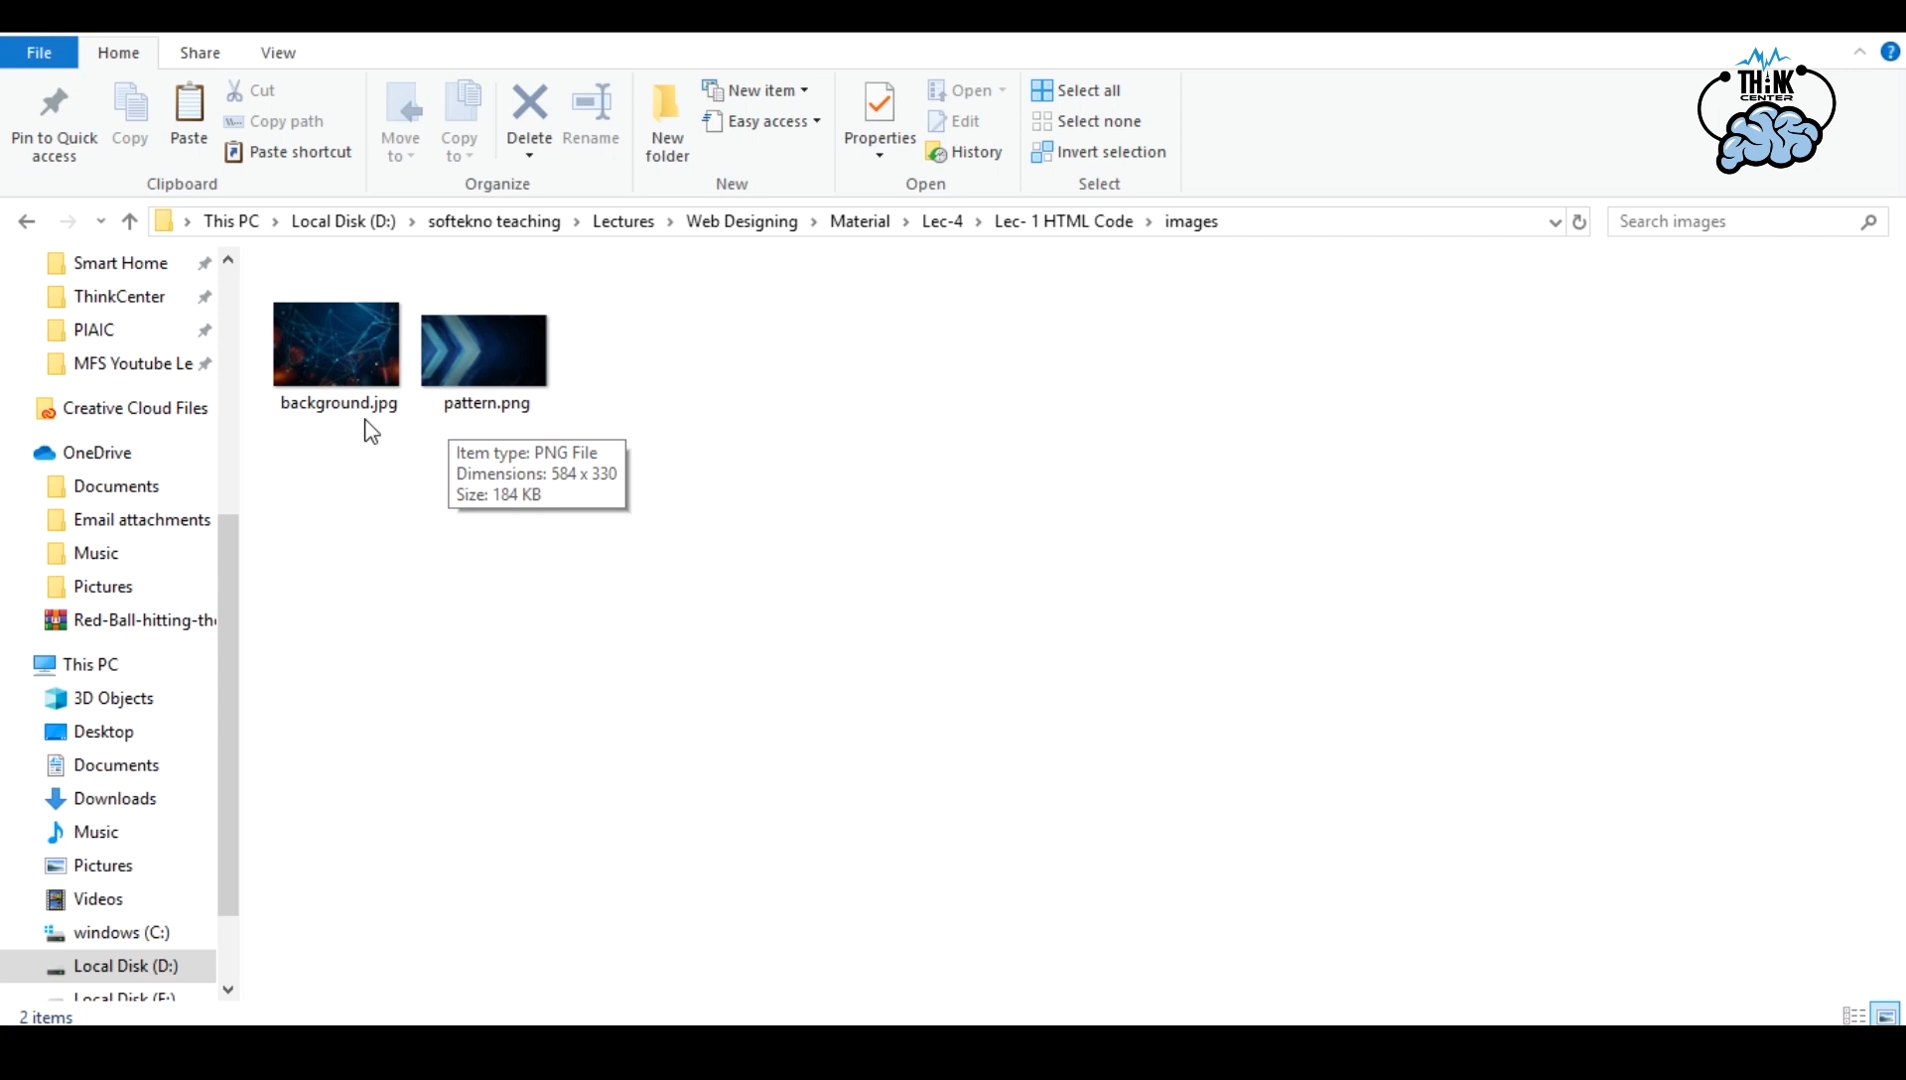 File Home Share View
Pin to Quick access
Copy
Paste
Cut
Copy path
Paste shortcut
Clipboard
Move to
Copy to
Delete
Rename
Organize
New folder
New item
Easy access
New
Properties
Open
Edit
History
Open
Select all
Select none
Invert selection
Select
THiNK
CENTER
This PC > Local Disk (D:) > softekno teaching > Lectures > Web Designing > Material > Lec-4 > Lec- 1 HTML Code > images
Search images
Smart Home
ThinkCenter
PIAIC
MFS Youtube Le
Creative Cloud Files
OneDrive
Documents
Email attachments
Music
Pictures
Red-Ball-hitting-the
This PC
3D Objects
Desktop
Documents
Downloads
Music
Pictures
Videos
windows (C:)
Local Disk (D:)
background.jpg
pattern.png
Item type: PNG File
Dimensions: 584 x 330
Size: 184 KB
2 items